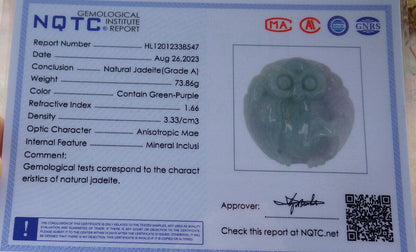 NQTC®
GEMOLOGICAL
INSTITUTE
REPORT
MA
GNRS
Report Number HL12012338547
Date Aug 26,2023
Conclusion Natural Jadeite(Grade A)
Weight 73.86g
Color Contain Green-Purple
Refractive Index 1.66
Density 3.33/cm3
Optic Character Anisotropic Mae
Internal Feature Mineral Inclusi
Comment:
Gemological tests correspond to the charact
eristics of natural jadeite.
Approver:
Check this report at NQTC.net